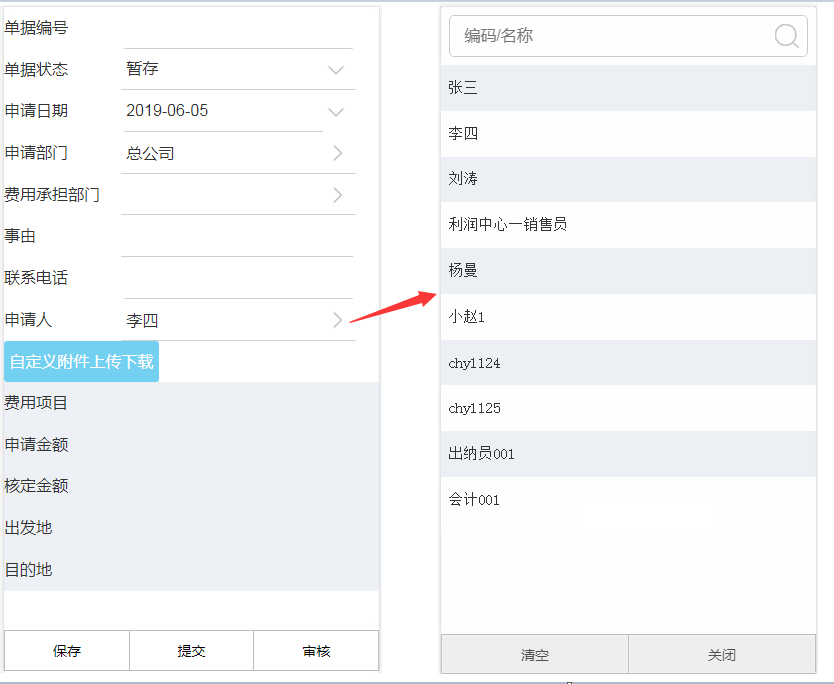 单据编号
单据状态 暂存
申请日期 2019-06-05
申请部门 总公司
费用承担部门
事由
联系电话
申请人 李四
自定义附件上传下载
费用项目
申请金额
核定金额
出发地
目的地
保存 提交 审核
编码/名称
张三
李四
刘涛
利润中心一销售员
杨曼
小赵1
chy1124
chy1125
出纳员001
会计001
清空 关闭